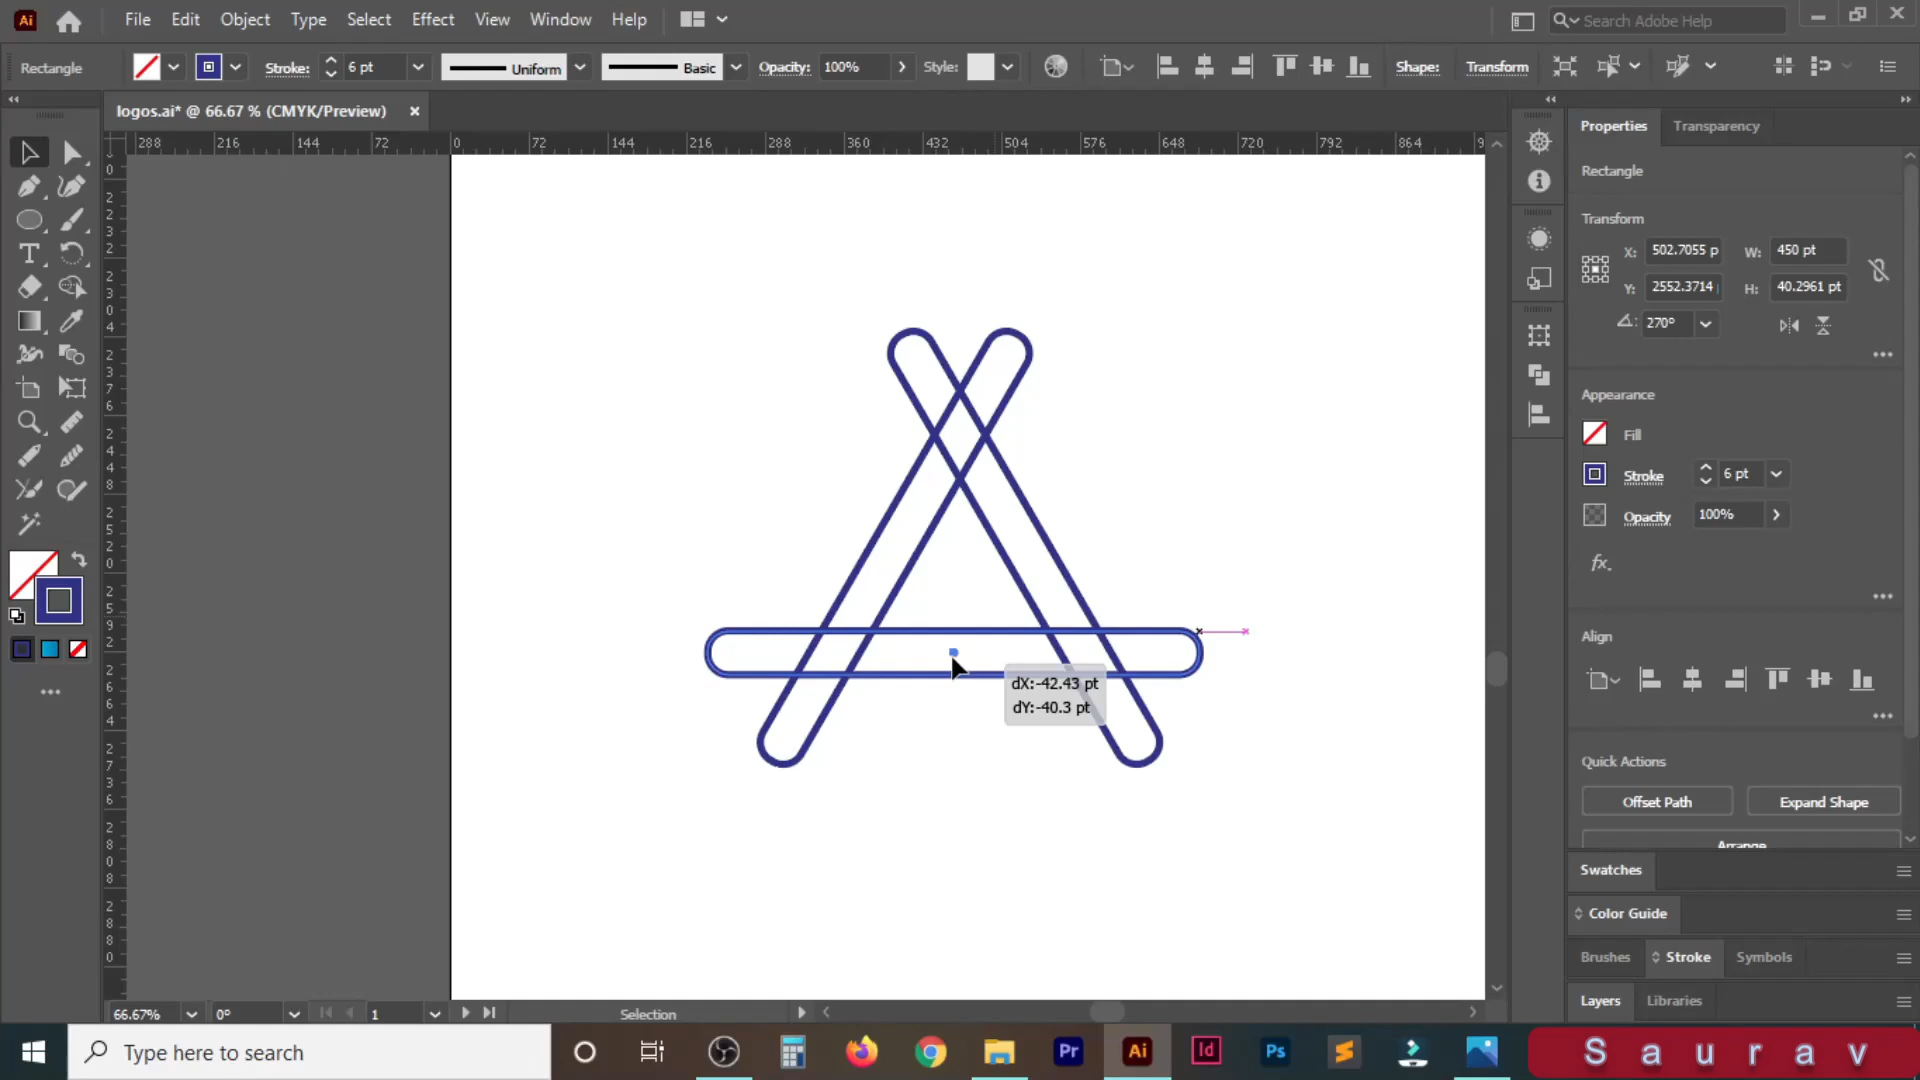 Ai File Edit Object Type Select Effect View Window Help Search Adobe Help
Rectangle Stroke: 6 pt Uniform Basic Opacity: 100% Style: Shape: Transform
logos.ai* @ 66.67 % (CMYK/Preview)
288 216 144 72 0 72 144 216 288 360 432 504 576 648 720 792 864 9
Properties Transparency
Rectangle
Transform
X: 502.7055 p W: 450 pt
Y: 2552.3714 H: 40.2961 pt
270°
Appearance
Fill
Stroke 6 pt
Opacity 100%
fx.
Align
dX:-42.43 pt
dY:-40.3 pt
Quick Actions
Offset Path Expand Shape
Arrange
Swatches
Color Guide
Brushes Stroke Symbols
Layers Libraries
66.67% 0° 1 Selection
Type here to search Pr Ai Id Ps S a u r a v